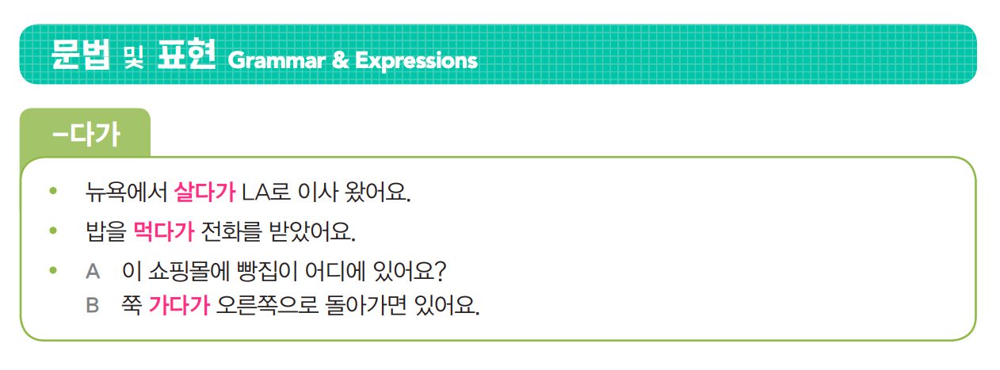 문법 및 표현 Grammar & Expressions
–다가
• 뉴욕에서 살다가 LA로 이사 왔어요.
• 밥을 먹다가 전화를 받았어요.
• A 이 쇼핑몰에 빵집이 어디에 있어요?
B 쭉 가다가 오른쪽으로 돌아가면 있어요.